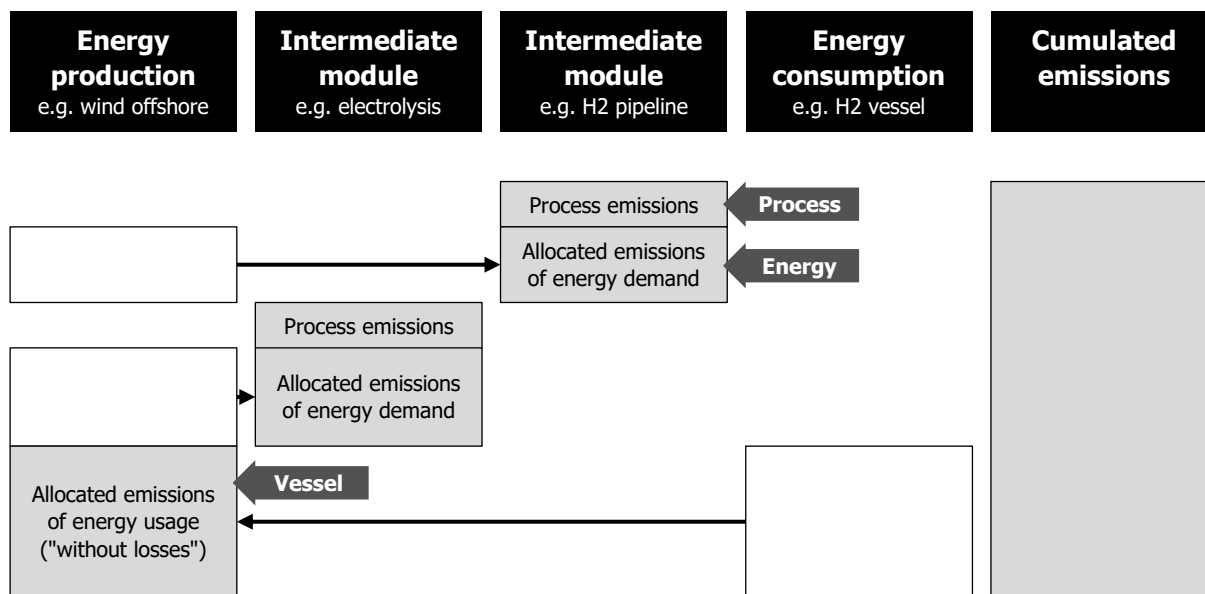 Energy
production
e.g. wind offshore
Intermediate
module
e.g. electrolysis
Intermediate
module
e.g. H2 pipeline
Energy
consumption
e.g. H2 vessel
Cumulated
emissions
Process emissions
Process
Allocated emissions
of energy demand
Energy
Process emissions
Allocated emissions
of energy demand
Vessel
Allocated emissions
of energy usage
("without losses")